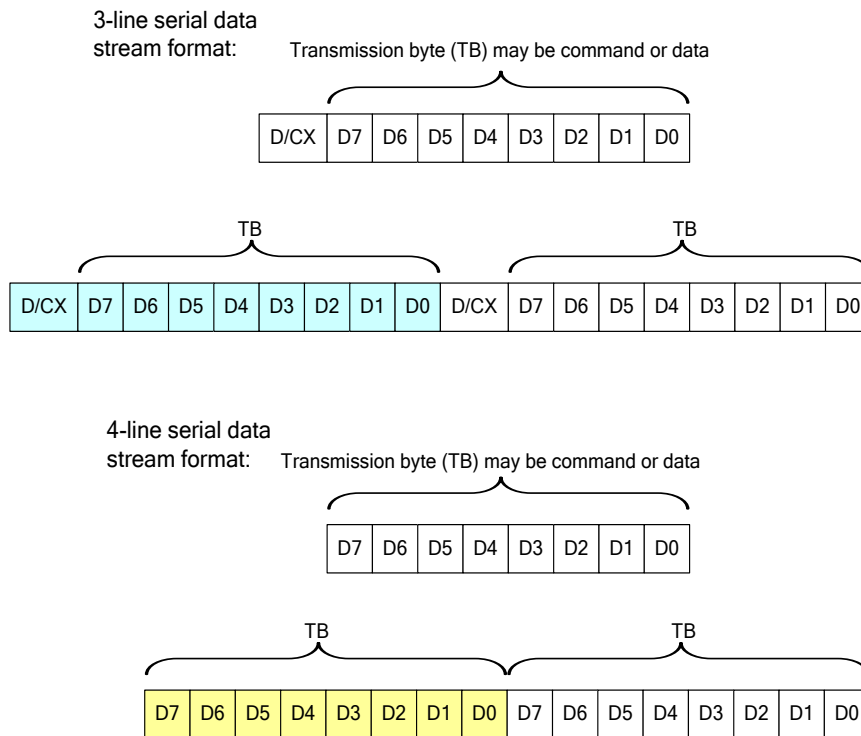 3-line serial data
stream format:
Transmission byte (TB) may be command or data
D/CX D7 D6 D5 D4 D3 D2 D1 D0
TB TB
D/CX D7 D6 D5 D4 D3 D2 D1 D0 D/CX D7 D6 D5 D4 D3 D2 D1 D0
4-line serial data
stream format:
Transmission byte (TB) may be command or data
D7 D6 D5 D4 D3 D2 D1 D0
TB TB
D7 D6 D5 D4 D3 D2 D1 D0 D7 D6 D5 D4 D3 D2 D1 D0